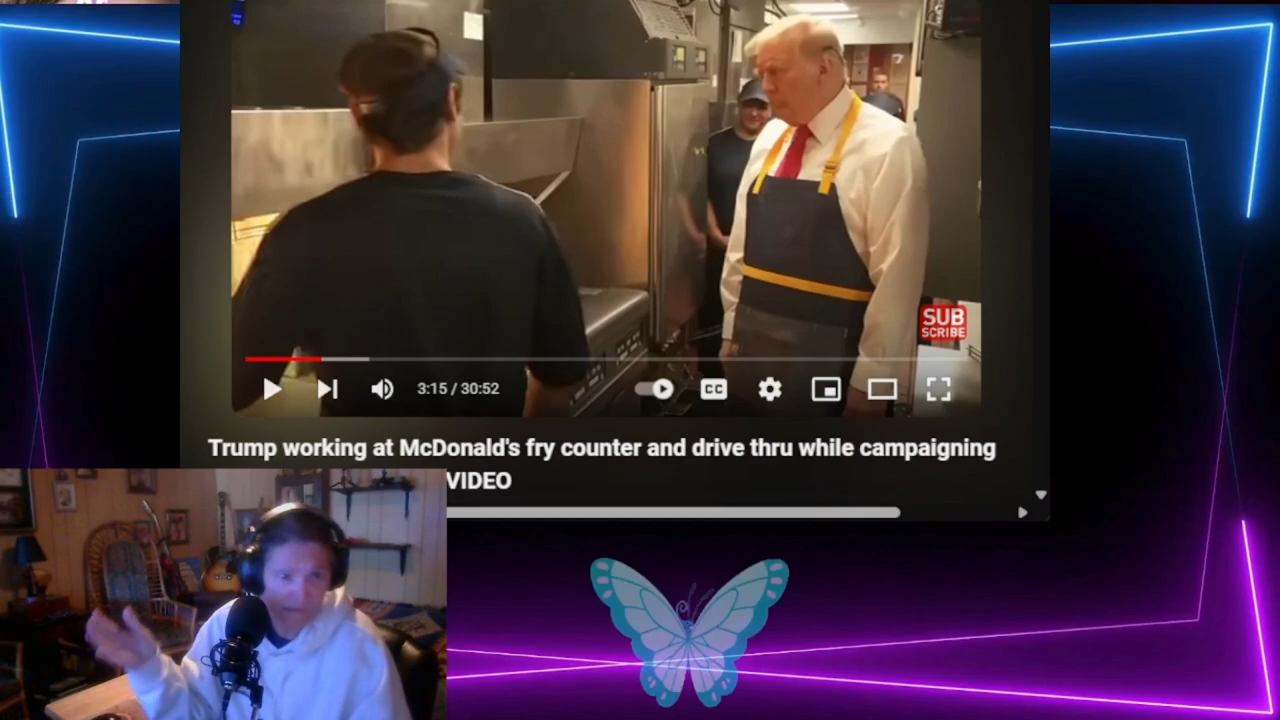 SUB
SCRIBE
3:15 / 30:52
CC
Trump working at McDonald's fry counter and drive thru while campaigning
VIDEO